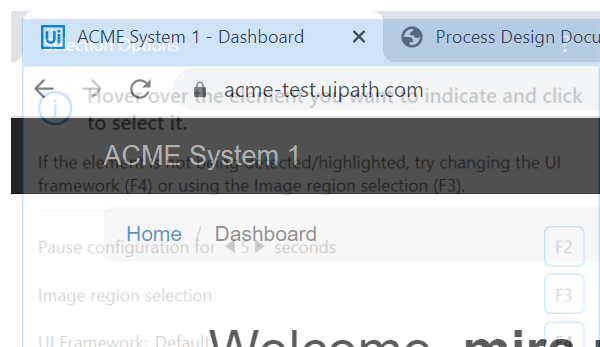 ACME System 1 - Dashboard
Process Design Docu
Selection Options
acme-test.uipath.com
Hover over the element you want to indicate and click
to select it.
ACME System 1
If the element is not being detected/highlighted, try changing the UI
framework (F4) or using the Image region selection (F3).
Home / Dashboard
Pause configuration for 5 seconds
F2
Image region selection
F3
UI Framework: Default
F4
Welcome, mirc